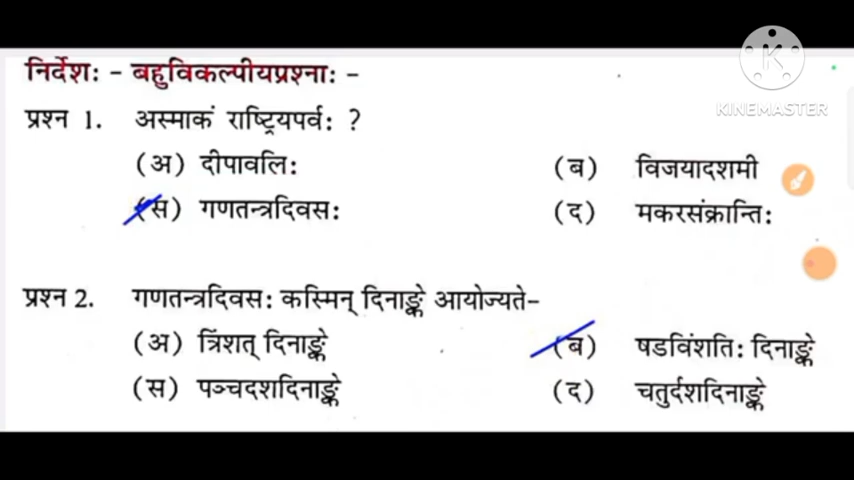 KINEMASTER
निर्देशः - बहुविकल्पीयप्रश्नाः -
प्रश्न 1. अस्माकं राष्ट्रियपर्वः ?
(अ) दीपावलिः (ब) विजयादशमी
(स) गणतन्त्रदिवसः (द) मकरसंक्रान्तिः
प्रश्न 2. गणतन्त्रदिवसः कस्मिन् दिनाङ्के आयोज्यते-
(अ) त्रिंशत् दिनाङ्के (ब) षडविंशतिः दिनाङ्के
(स) पञ्चदशदिनाङ्के (द) चतुर्दशदिनाङ्के